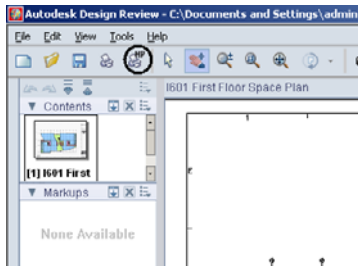 Autodesk Design Review - C:\Documents and Settings\admin
File Edit View Tools Help
HP
I601 First Floor Space Plan
Contents
[1] I601 First
Markups
None Available